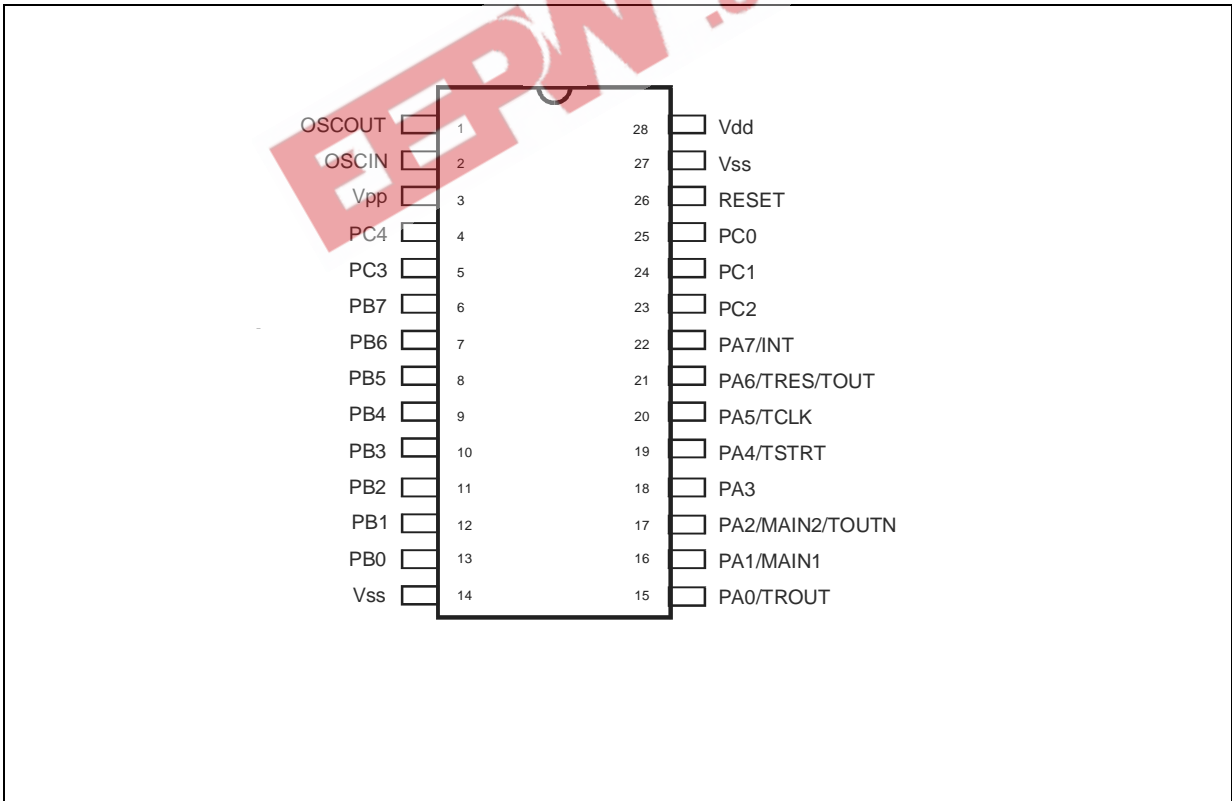 EEPW
OSCOUT 1 28 Vdd
OSCIN 2 27 Vss
Vpp 3 26 RESET
PC4 4 25 PC0
PC3 5 24 PC1
PB7 6 23 PC2
PB6 7 22 PA7/INT
PB5 8 21 PA6/TRES/TOUT
PB4 9 20 PA5/TCLK
PB3 10 19 PA4/TSTRT
PB2 11 18 PA3
PB1 12 17 PA2/MAIN2/TOUTN
PB0 13 16 PA1/MAIN1
Vss 14 15 PA0/TROUT